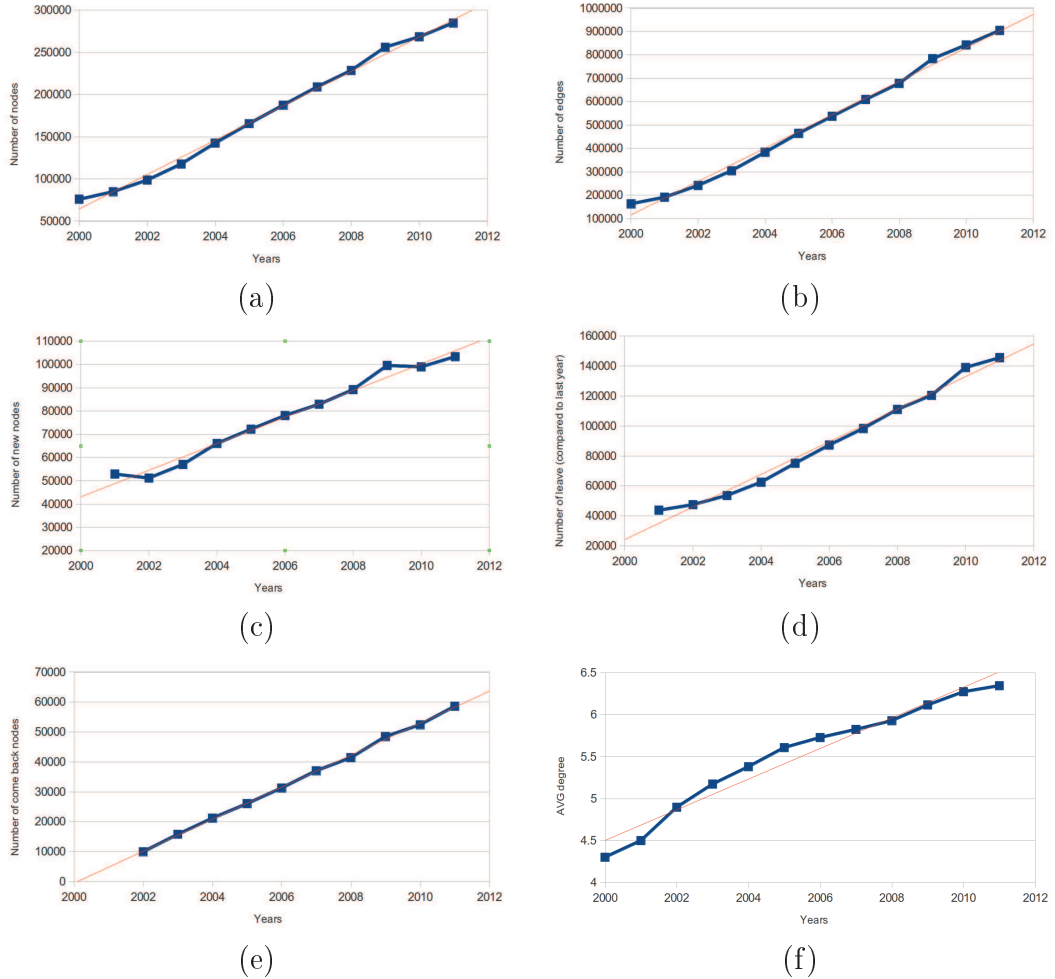 300000
250000
200000
150000
100000
50000
Number of nodes
2000 2002 2004 2006 2008 2010 2012
Years
(a)
1000000
900000
800000
700000
600000
500000
400000
300000
200000
100000
Number of edges
2000 2002 2004 2006 2008 2010 2012
Years
(b)
110000
100000
90000
80000
70000
60000
50000
40000
30000
20000
Number of new nodes
2000 2002 2004 2006 2008 2010 2012
Years
(c)
160000
140000
120000
100000
80000
60000
40000
20000
Number of leave (compared to last year)
2000 2002 2004 2006 2008 2010 2012
Years
(d)
70000
60000
50000
40000
30000
20000
10000
0
Number of come back nodes
2000 2002 2004 2006 2008 2010 2012
Years
(e)
6.5
6
5.5
5
4.5
4
AVG degree
2000 2002 2004 2006 2008 2010 2012
Years
(f)